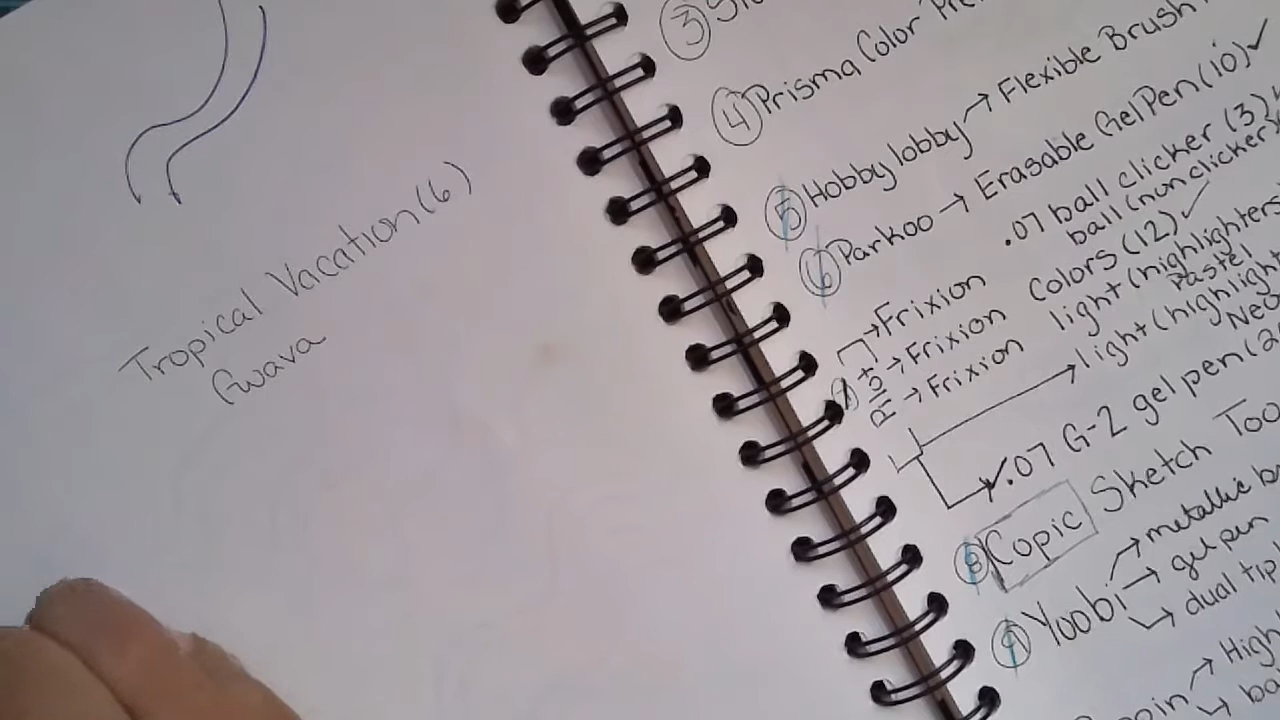 Tropical Vacation (6)
Guava
③
④ Prisma Color
⑤ Hobby lobby → Flexible Brush
⑥ Parkoo → Erasable Gel Pen (10) ✓
→ Frixion .07 ball clicker (3)
ball (non clicker)
Pilot → Frixion Colors (12) ✓
→ Frixion light (highlighters
Pastel
→ light (highlight
Neo
.07 G-2 gel pen (2
⑧ Copic Sketch
⑨ Yoobi → metallic
→ gel pen
↳ dual tip
→ High
↳